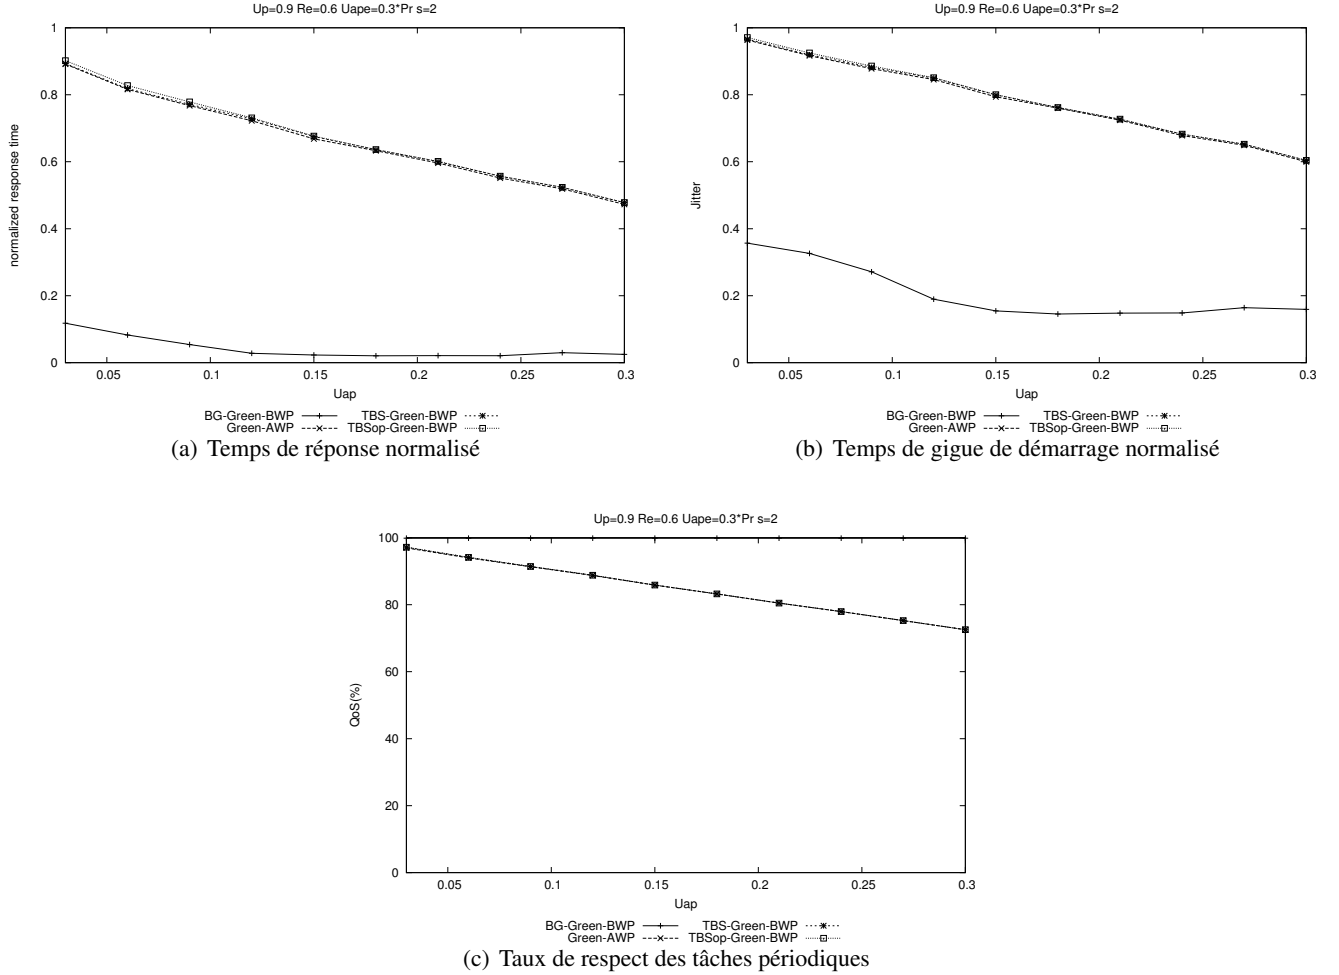 Up=0.9 Re=0.6 Uape=0.3*Pr s=2
normalized response time
1
0.8
0.6
0.4
0.2
0
0.05 0.1 0.15 0.2 0.25 0.3
Uap
BG-Green-BWP TBS-Green-BWP
Green-AWP TBSop-Green-BWP
(a) Temps de réponse normalisé
Up=0.9 Re=0.6 Uape=0.3*Pr s=2
Jitter
1
0.8
0.6
0.4
0.2
0
0.05 0.1 0.15 0.2 0.25 0.3
Uap
BG-Green-BWP TBS-Green-BWP
Green-AWP TBSop-Green-BWP
(b) Temps de gigue de démarrage normalisé
Up=0.9 Re=0.6 Uape=0.3*Pr s=2
QoS(%)
100
80
60
40
20
0
0.05 0.1 0.15 0.2 0.25 0.3
Uap
BG-Green-BWP TBS-Green-BWP
Green-AWP TBSop-Green-BWP
(c) Taux de respect des tâches périodiques